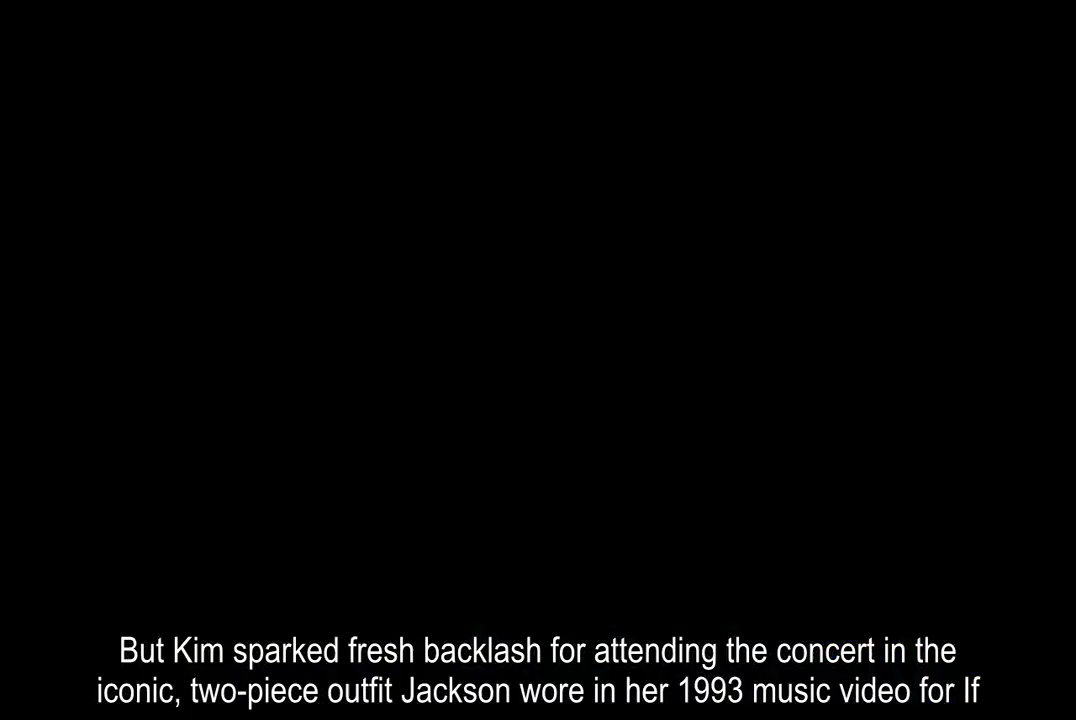 But Kim sparked fresh backlash for attending the concert in the
iconic, two-piece outfit Jackson wore in her 1993 music video for If